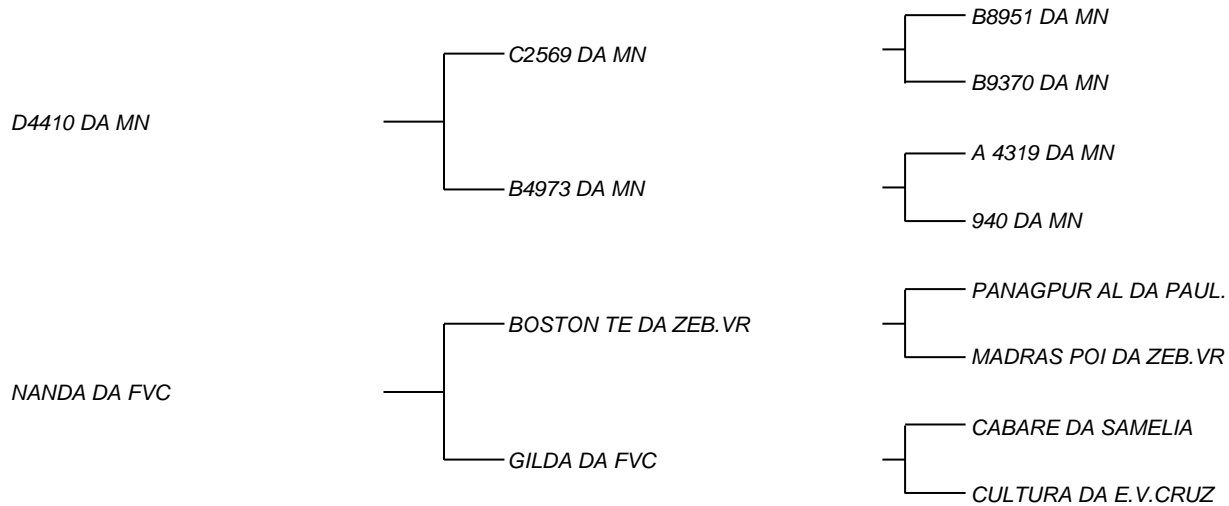 B8951 DA MN
C2569 DA MN
B9370 DA MN
D4410 DA MN
A 4319 DA MN
B4973 DA MN
940 DA MN
PANAGPUR AL DA PAUL.
BOSTON TE DA ZEB.VR
MADRAS POI DA ZEB.VR
NANDA DA FVC
CABARE DA SAMELIA
GILDA DA FVC
CULTURA DA E.V.CRUZ